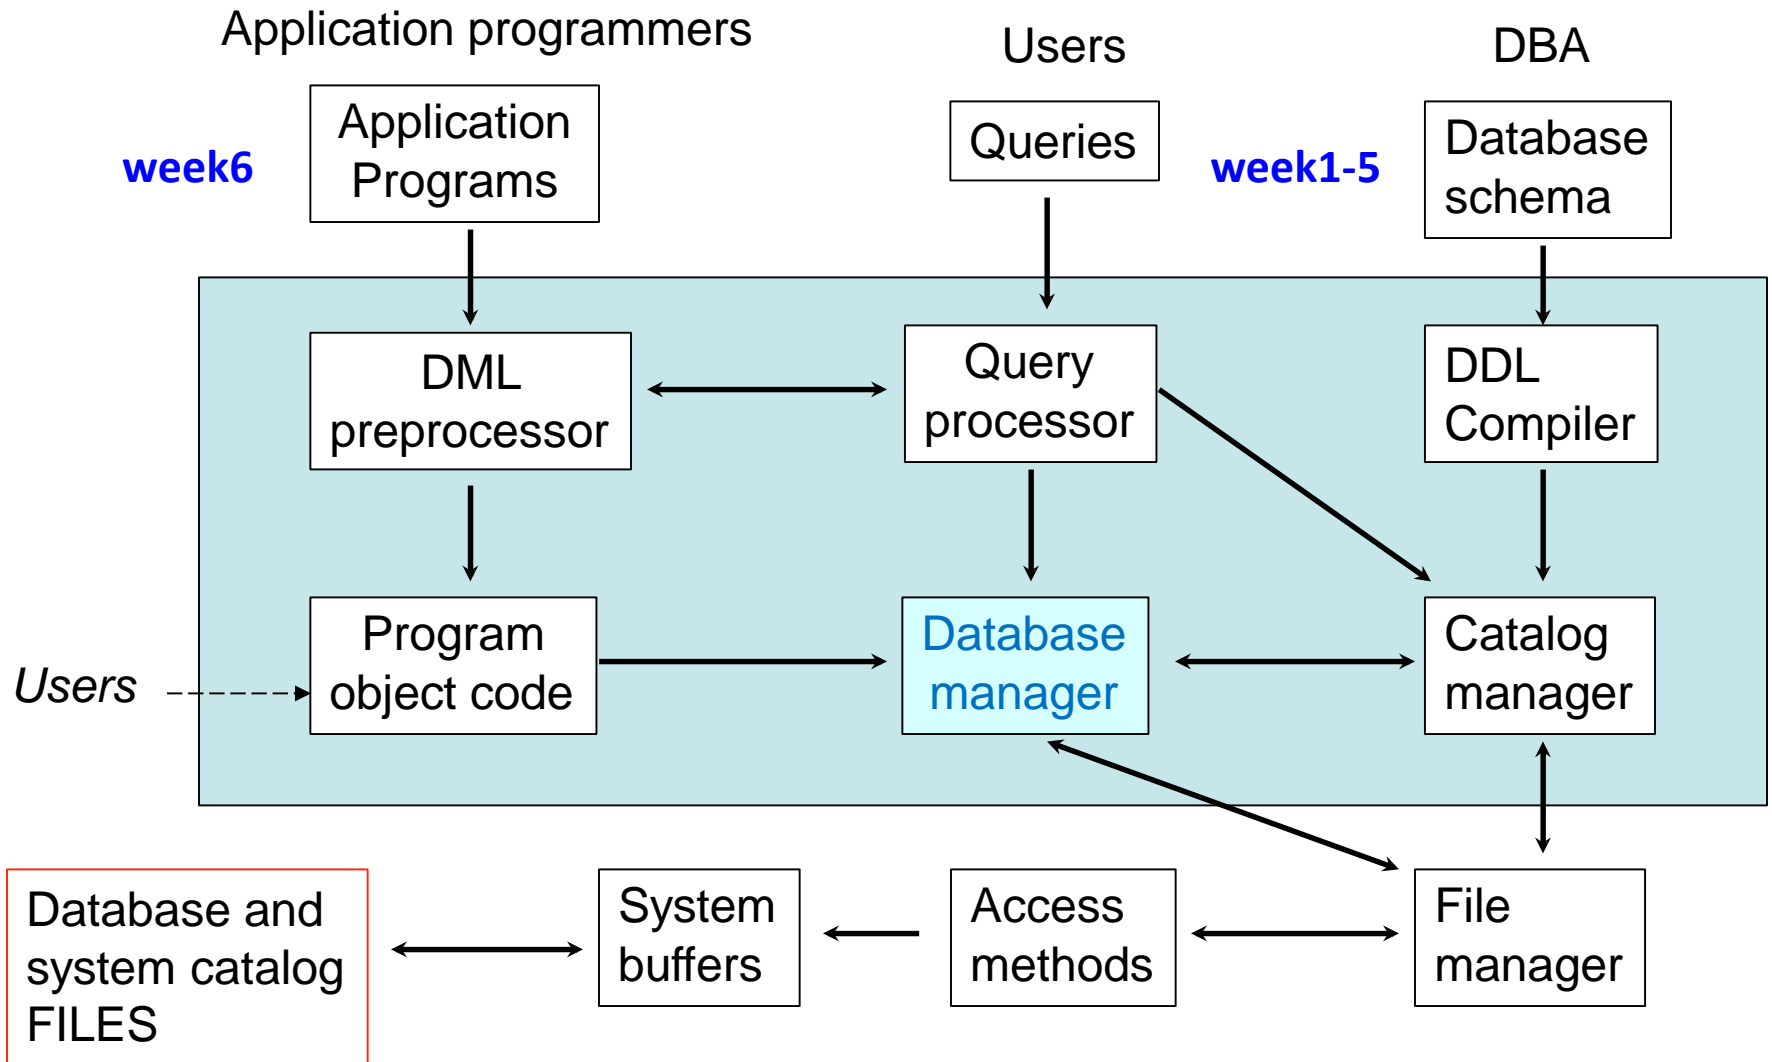 Application programmers
Users
DBA
Application
Programs
Queries
Database
schema
week6
week1-5
DML
preprocessor
Query
processor
DDL
Compiler
Program
object code
Database
manager
Catalog
manager
Users
Database and
system catalog
FILES
System
buffers
Access
methods
File
manager